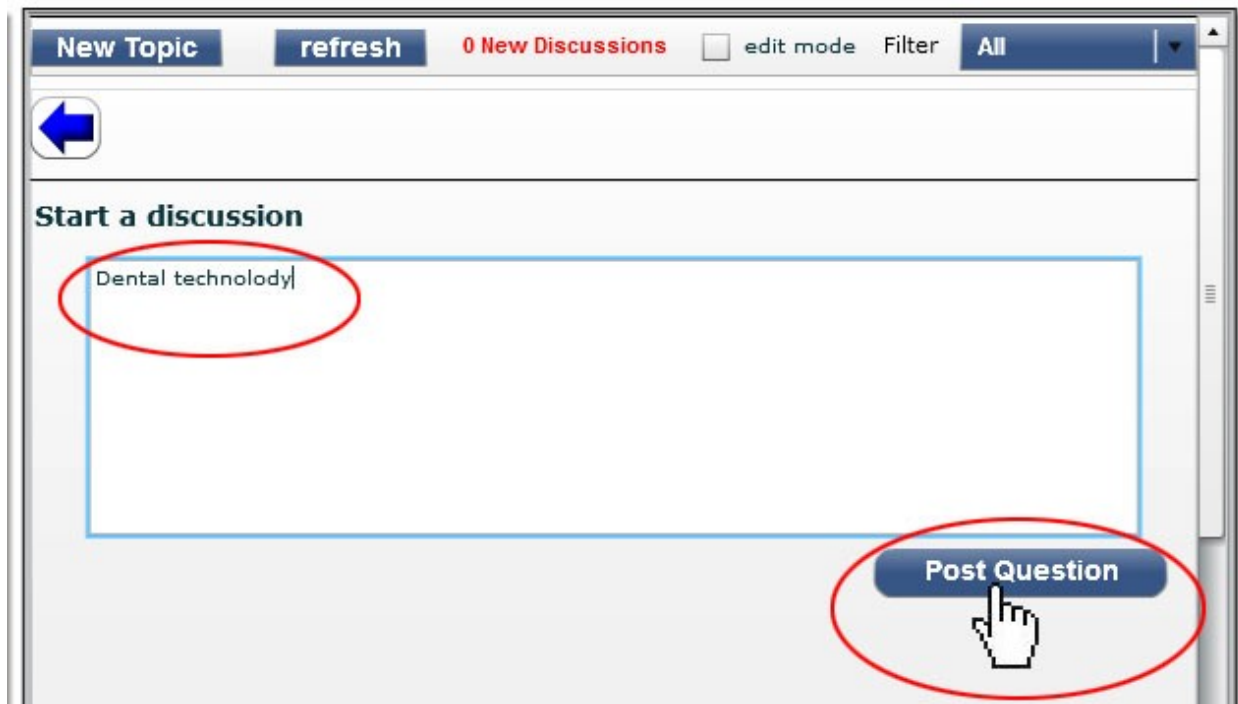 New Topic refresh 0 New Discussions edit mode Filter All
Start a discussion
Dental technolody
Post Question